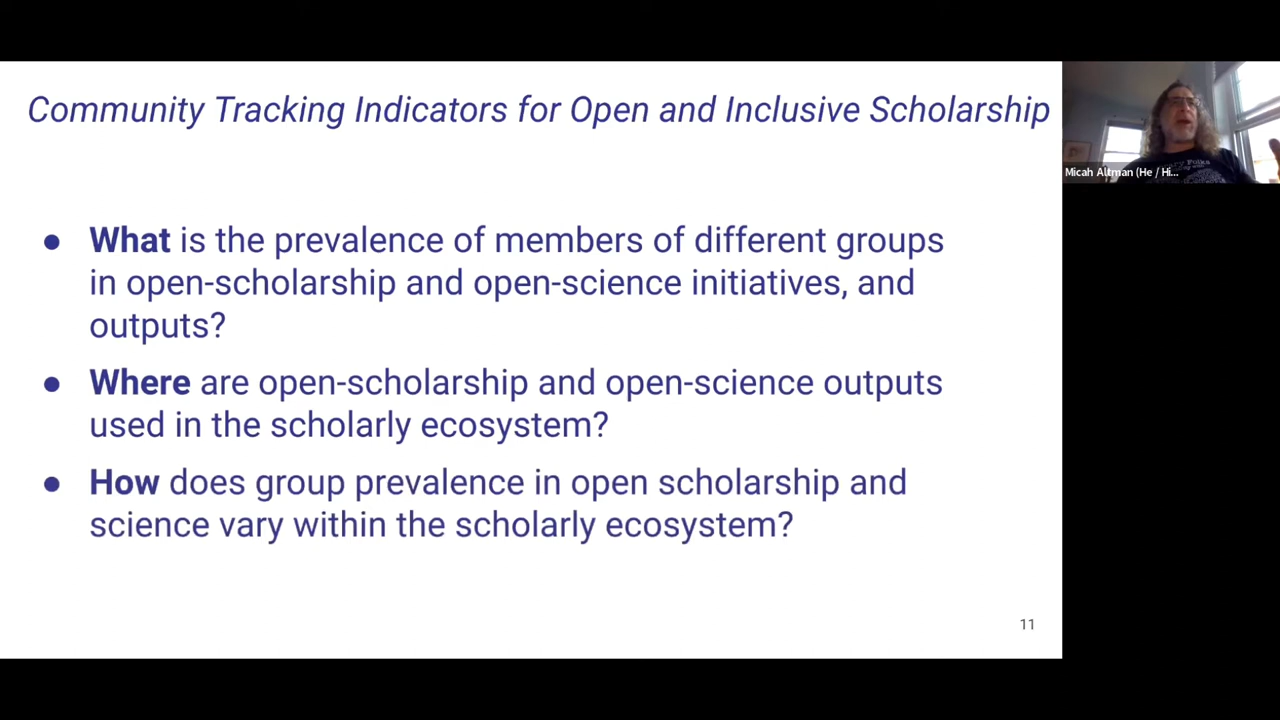 Community Tracking Indicators for Open and Inclusive Scholarship
Micah Altman (He / Hi...
● What is the prevalence of members of different groups
in open-scholarship and open-science initiatives, and
outputs?
● Where are open-scholarship and open-science outputs
used in the scholarly ecosystem?
● How does group prevalence in open scholarship and
science vary within the scholarly ecosystem?
11